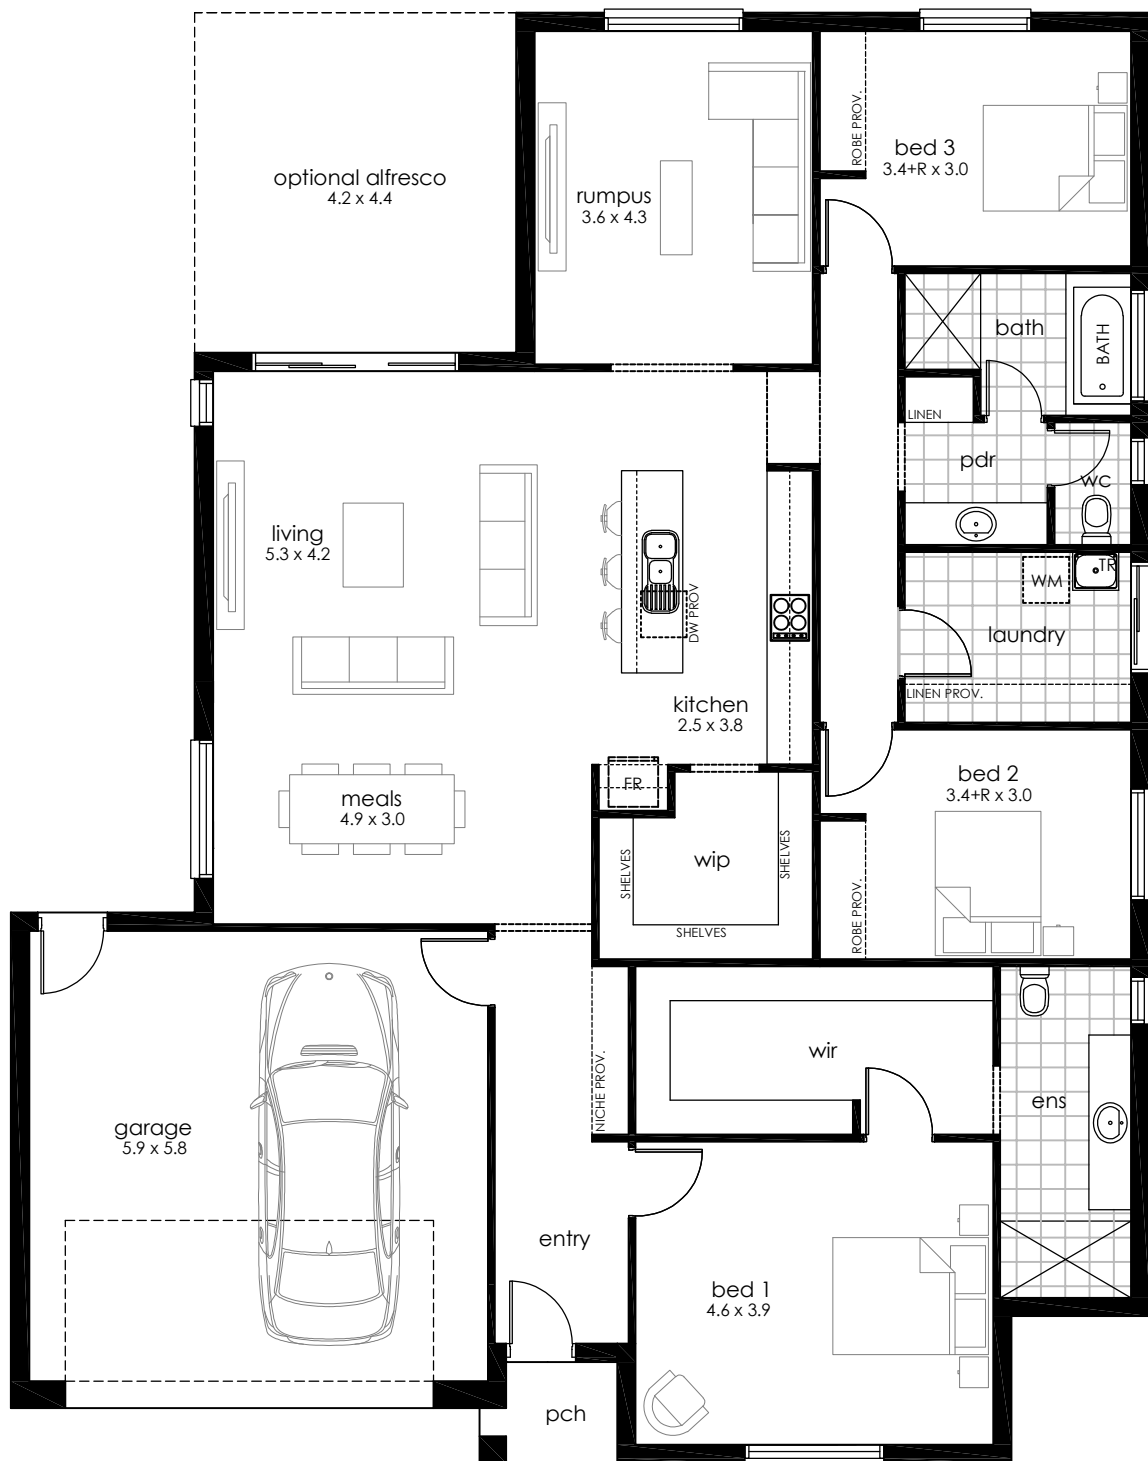 optional alfresco
4.2 x 4.4
rumpus
3.6 x 4.3
ROBE PROV.
bed 3
3.4+R x 3.0
bath
BATH
LINEN
pdr
wc
living
5.3 x 4.2
DW PROV
WM
TR
laundry
LINEN PROV.
kitchen
2.5 x 3.8
FR
meals
4.9 x 3.0
bed 2
3.4+R x 3.0
SHELVES
wip
SHELVES
SHELVES
ROBE PROV.
wir
NICHE PROV.
ens
garage
5.9 x 5.8
entry
bed 1
4.6 x 3.9
pch